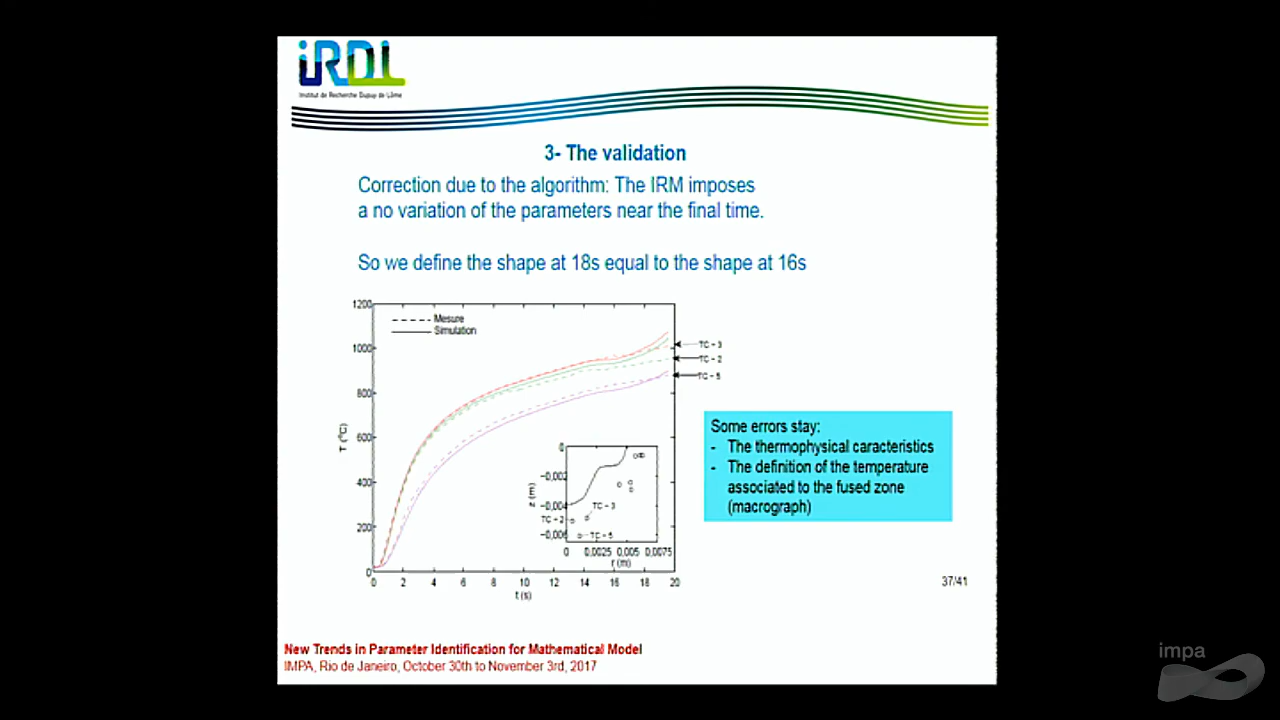 iRDL
Institut de Recherche Dupuy de Lôme
3- The validation
Correction due to the algorithm: The IRM imposes
a no variation of the parameters near the final time.
So we define the shape at 18s equal to the shape at 16s
1200
1000
800
600
400
200
0
T (°C)
Mesure
Simulation
TC - 3
TC - 2
TC - 5
0
-0,002
-0,004
-0,006
z (m)
TC - 3
TC - 2
TC - 5
0 0,0025 0,005 0,0075
r (m)
0 2 4 6 8 10 12 14 16 18 20
t (s)
Some errors stay:
- The thermophysical caracteristics
- The definition of the temperature
associated to the fused zone
(macrograph)
37/41
New Trends in Parameter Identification for Mathematical Model
IMPA, Rio de Janeiro, October 30th to November 3rd, 2017
impa